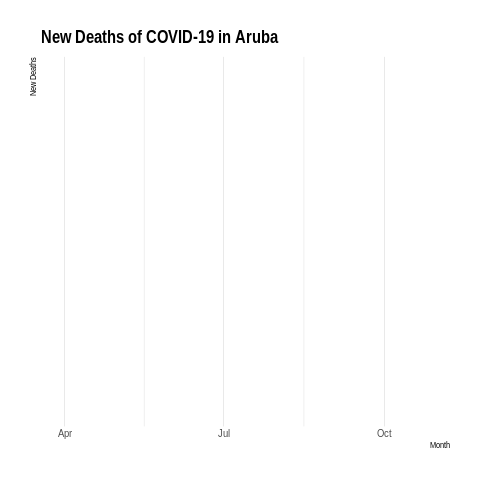 New Deaths of COVID-19 in Aruba
New Deaths
Apr
Jul
Oct
Month